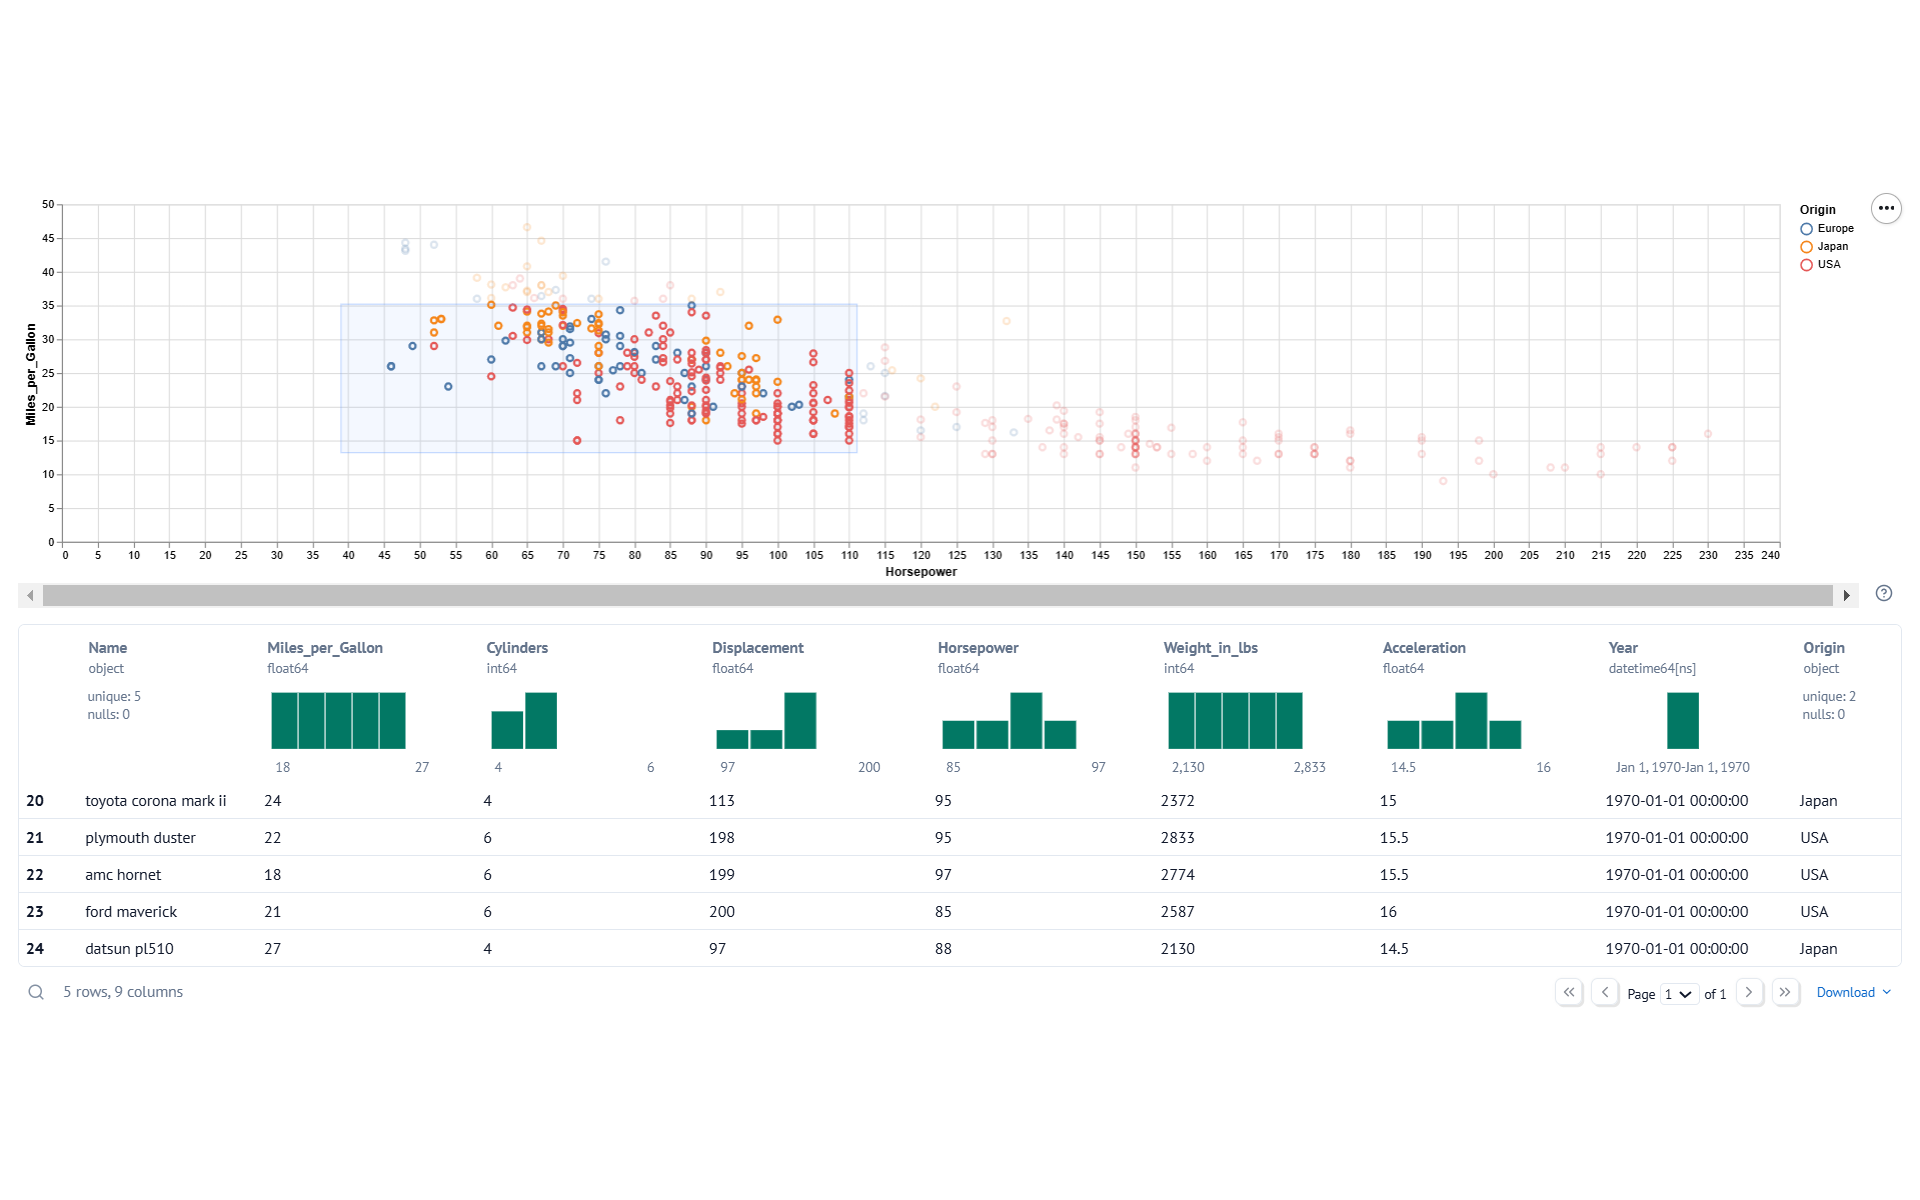 50
45
40
35
30
25
20
15
10
5
0
Miles_per_Gallon
0 5 10 15 20 25 30 35 40 45 50 55 60 65 70 75 80 85 90 95 100 105 110 115 120 125 130 135 140 145 150 155 160 165 170 175 180 185 190 195 200 205 210 215 220 225 230 235 240
Horsepower
Origin
Europe
Japan
USA
Name Miles_per_Gallon Cylinders Displacement Horsepower Weight_in_lbs Acceleration Year Origin
object float64 int64 float64 float64 int64 float64 datetime64[ns] object
unique: 5 unique: 2
nulls: 0 nulls: 0
18 27 4 6 97 200 85 97 2,130 2,833 14.5 16 Jan 1, 1970-Jan 1, 1970
20 toyota corona mark ii 24 4 113 95 2372 15 1970-01-01 00:00:00 Japan
21 plymouth duster 22 6 198 95 2833 15.5 1970-01-01 00:00:00 USA
22 amc hornet 18 6 199 97 2774 15.5 1970-01-01 00:00:00 USA
23 ford maverick 21 6 200 85 2587 16 1970-01-01 00:00:00 USA
24 datsun pl510 27 4 97 88 2130 14.5 1970-01-01 00:00:00 Japan
5 rows, 9 columns Page 1 of 1 Download